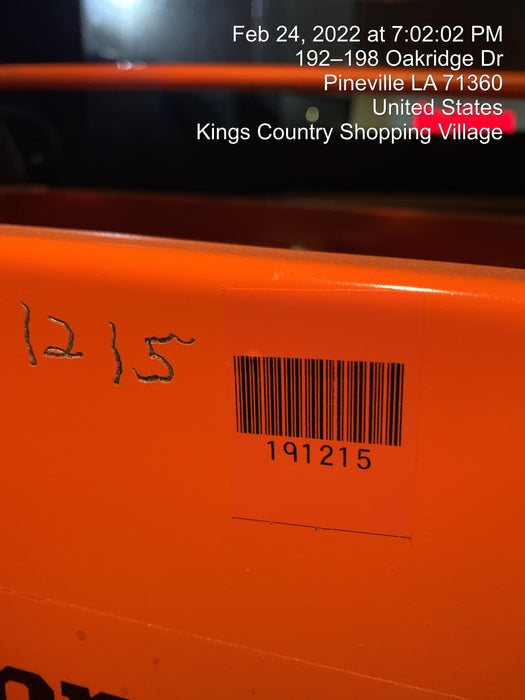 Feb 24, 2022 at 7:02:02 PM
192–198 Oakridge Dr
Pineville LA 71360
United States
Kings Country Shopping Village
1215
191215